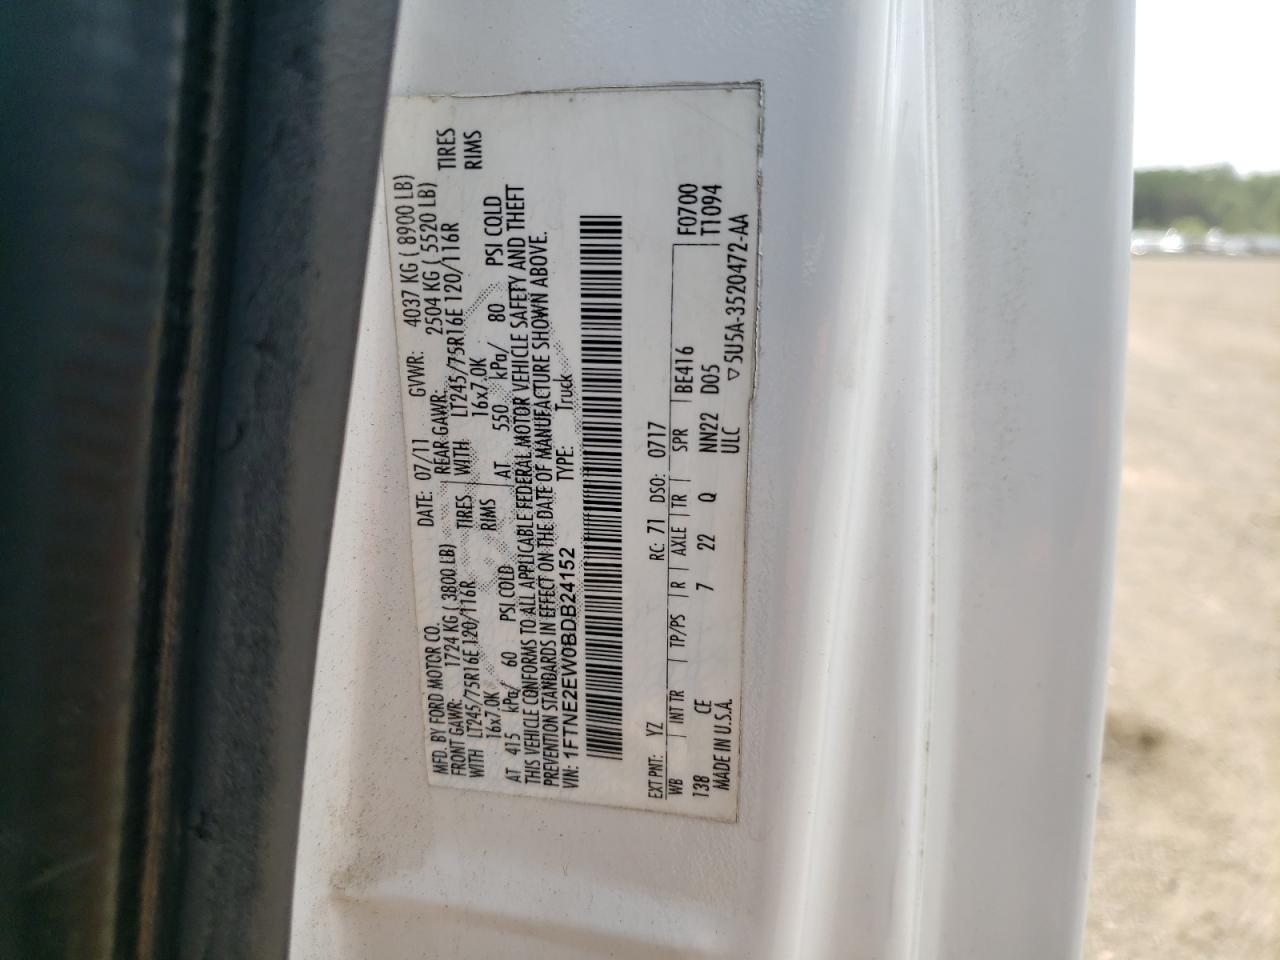 MFD. BY FORD MOTOR CO.
DATE: 07/11 GVWR: 4037 KG ( 8900 LB)
FRONT GAWR: 1724 KG ( 3800 LB) REAR GAWR: 2504 KG ( 5520 LB)
WITH LT245/75R16E 120/116R TIRES WITH LT245/75R16E 120/116R TIRES
16x7.0K RIMS 16x7.0K RIMS
AT 415 kPa/ 60 PSI COLD AT 550 kPa/ 80 PSI COLD
THIS VEHICLE CONFORMS TO ALL APPLICABLE FEDERAL MOTOR VEHICLE SAFETY AND THEFT
PREVENTION STANDARDS IN EFFECT ON THE DATE OF MANUFACTURE SHOWN ABOVE.
VIN: 1FTNE2EW0BDB24152 TYPE: Truck
EXT PNT: YZ RC: 71 DSO: 0717
WB INT TR TP/PS R AXLE TR SPR BE416 F0700
138 CE 7 22 Q NN22 D05 T1094
MADE IN U.S.A. ULC ▽5U5A-3520472-AA